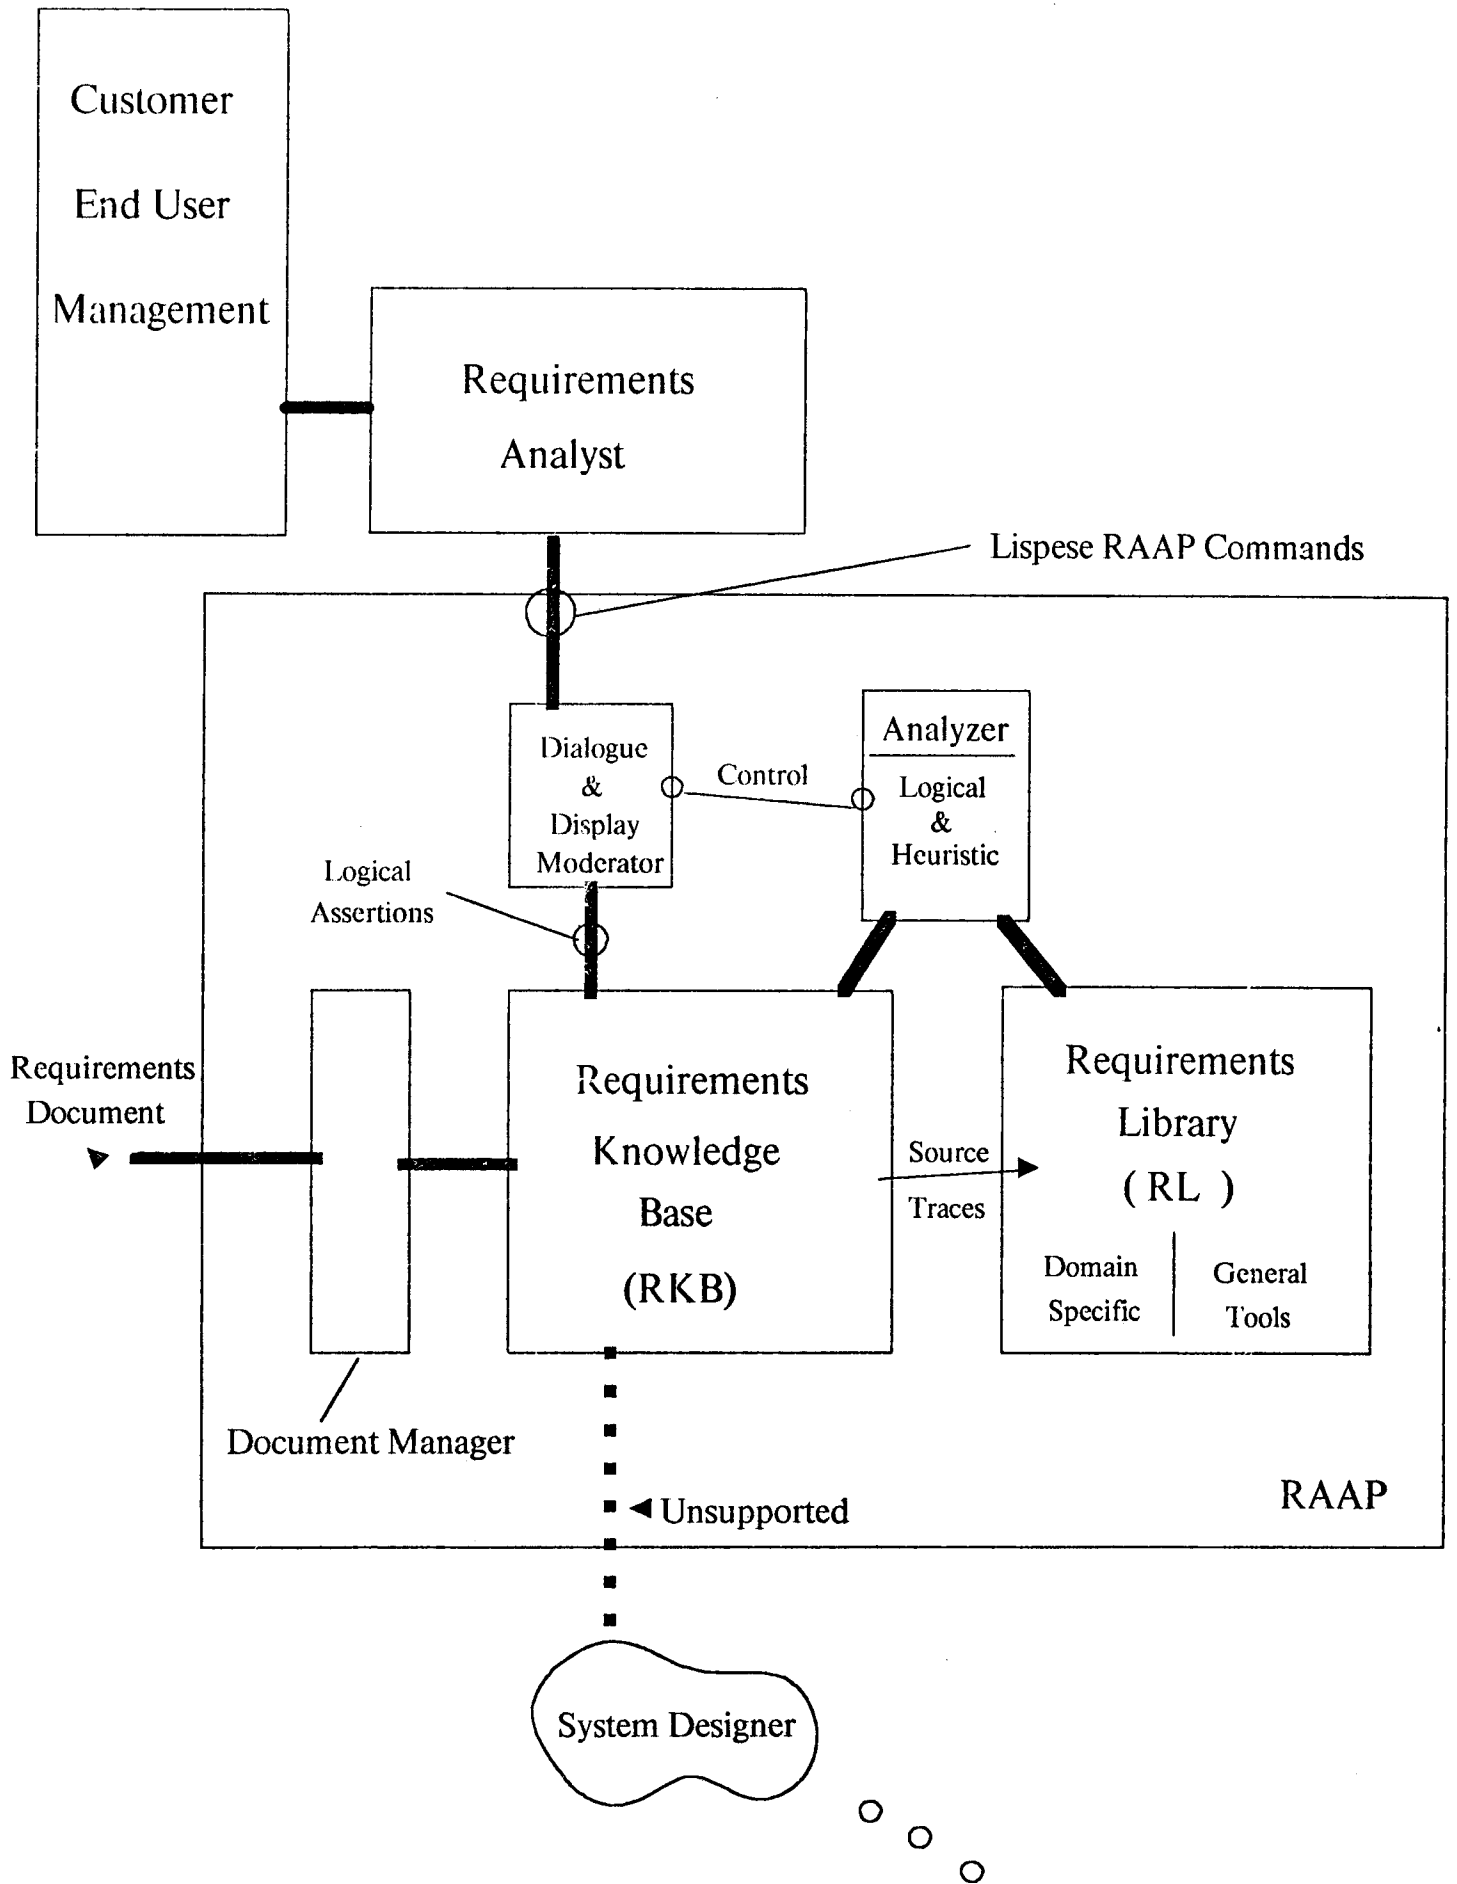 Customer
End User
Management
Requirements
Analyst
Lispese RAAP Commands
Dialogue
&
Display
Moderator
Control
Analyzer
Logical
&
Heuristic
Logical
Assertions
Requirements
Document
Requirements
Knowledge
Base
(RKB)
Source
Traces
Requirements
Library
( RL )
Domain
Specific
General
Tools
Document Manager
Unsupported
RAAP
System Designer